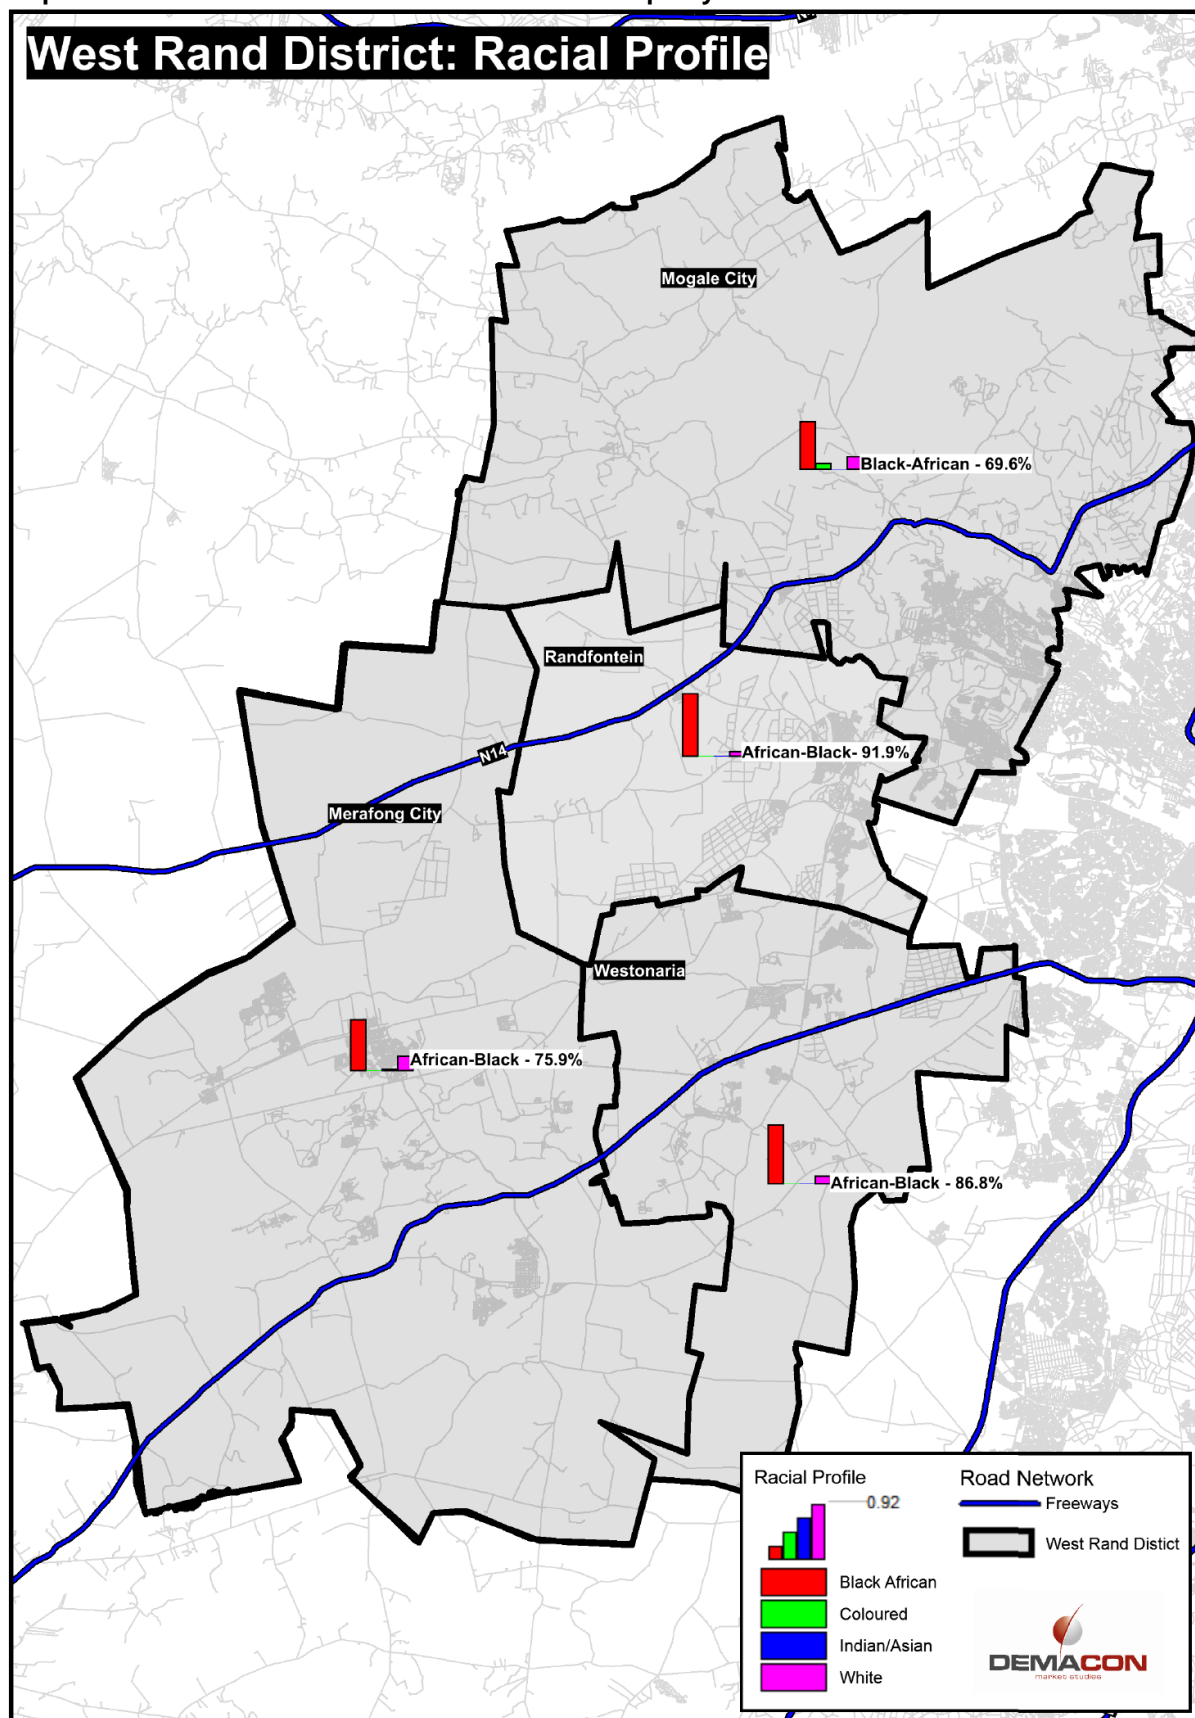 West Rand District: Racial Profile
Mogale City
Black-African - 69.6%
Randfontein
African-Black- 91.9%
N14
Merafong City
Westonaria
African-Black - 75.9%
African-Black - 86.8%
Racial Profile
0.92
Black African
Coloured
Indian/Asian
White
Road Network
Freeways
West Rand Distict
DEMACON
market studies